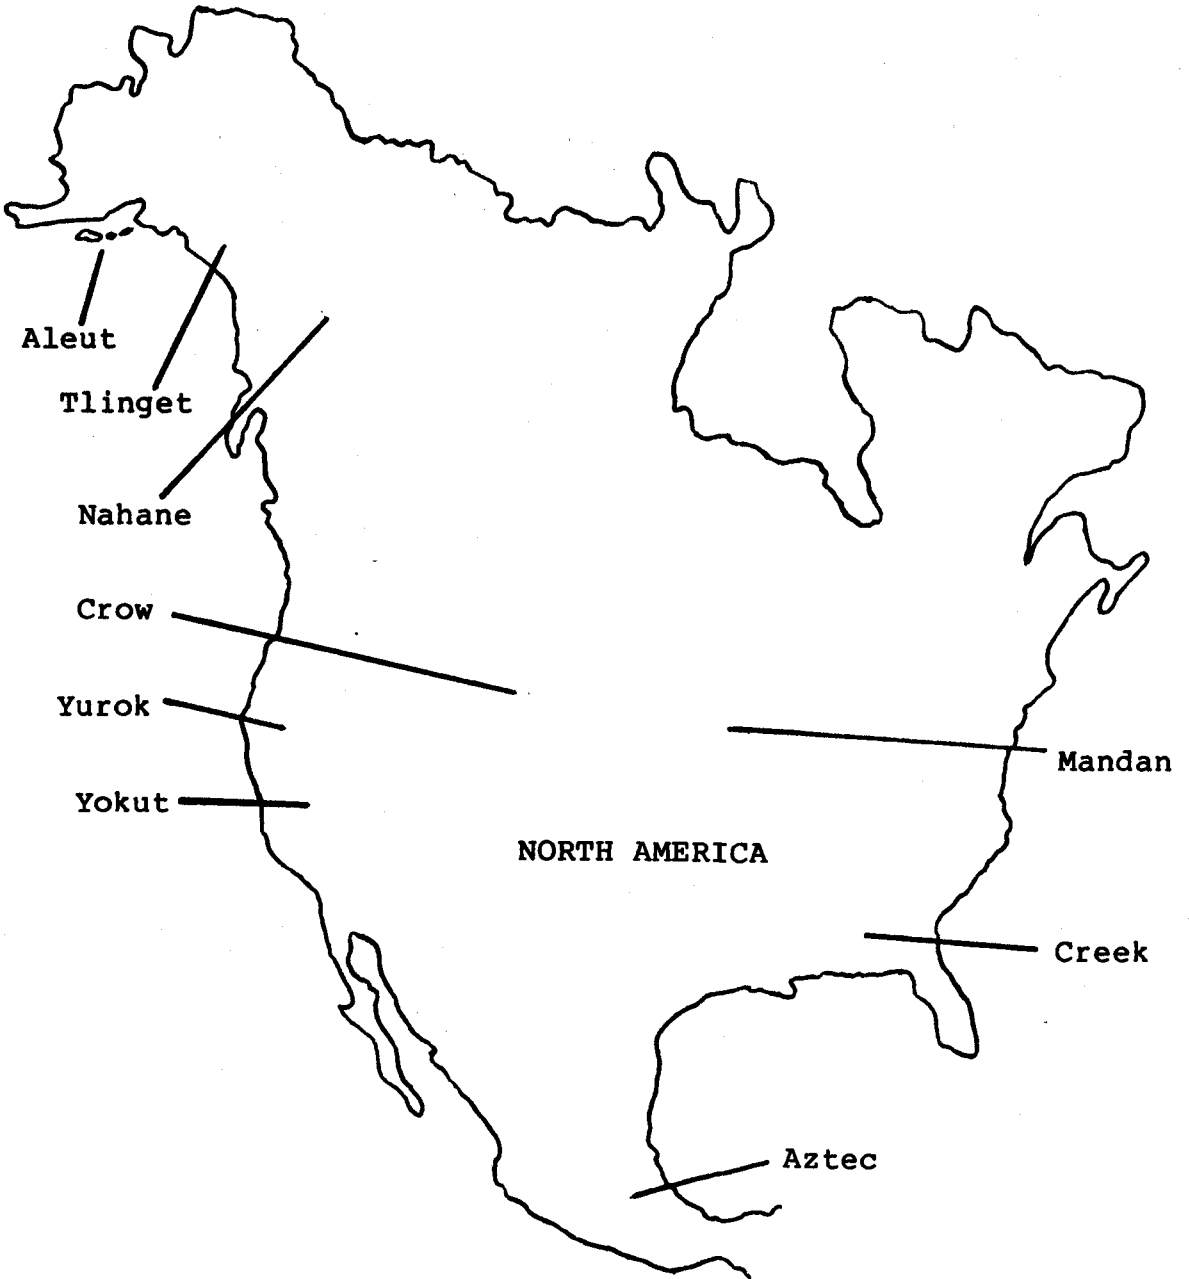 Aleut
Tlinget
Nahane
Crow
Yurok
Mandan
Yokut
NORTH AMERICA
Creek
Aztec